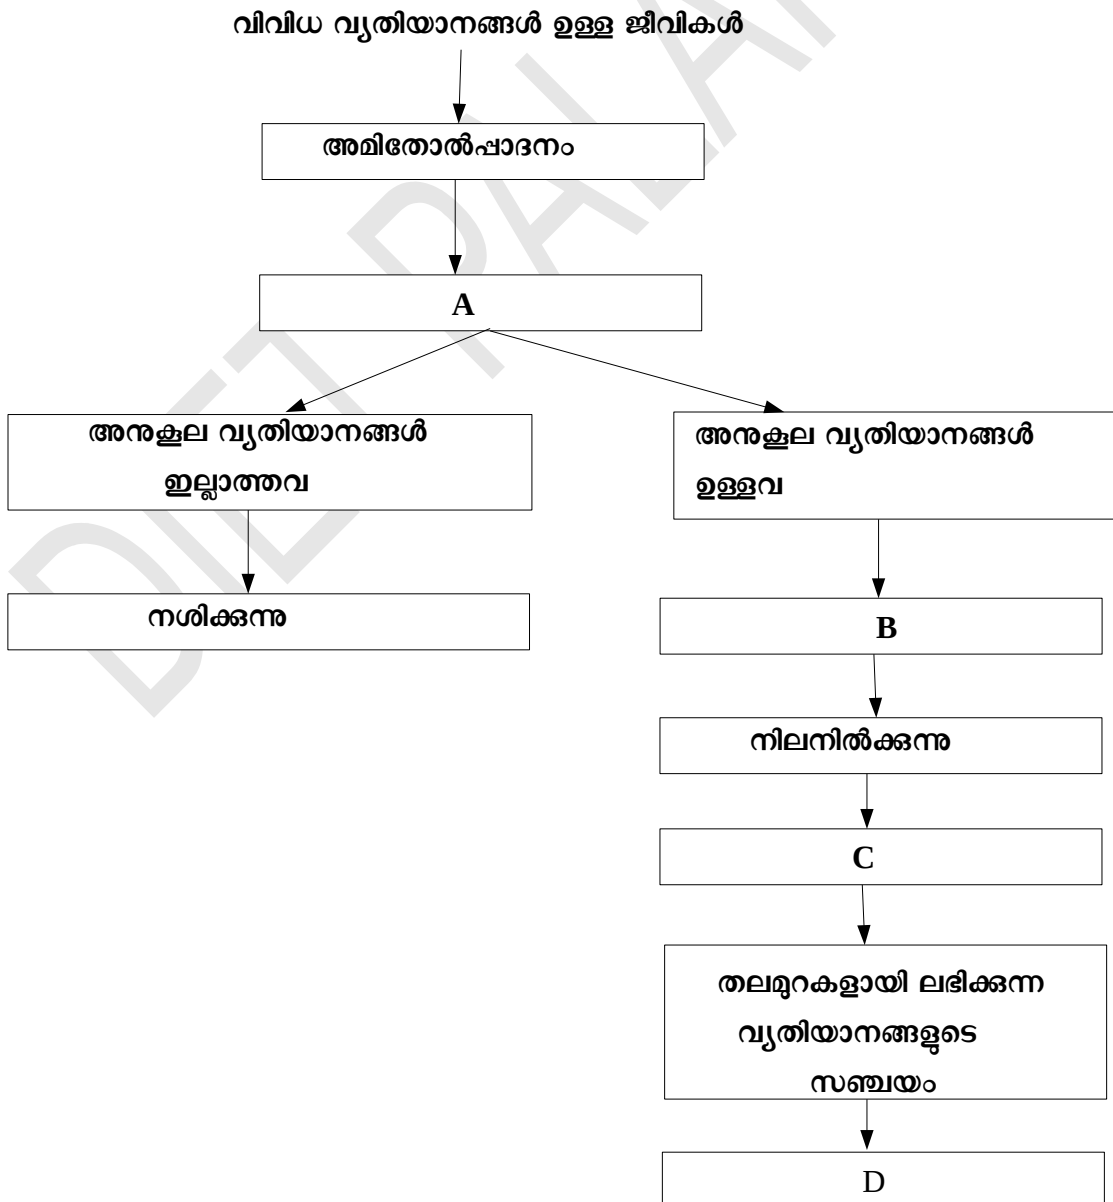 വിവിധ വ്യതിയാനങ്ങൾ ഉള്ള ജീവികൾ
അമിതോൽപ്പാദനം
A
അനുകൂല വ്യതിയാനങ്ങൾ
ഇല്ലാത്തവ
നശിക്കുന്നു
അനുകൂല വ്യതിയാനങ്ങൾ
ഉള്ളവ
B
നിലനിൽക്കുന്നു
C
തലമുറകളായി ലഭിക്കുന്ന
വ്യതിയാനങ്ങളുടെ
സഞ്ചയം
D
DIET